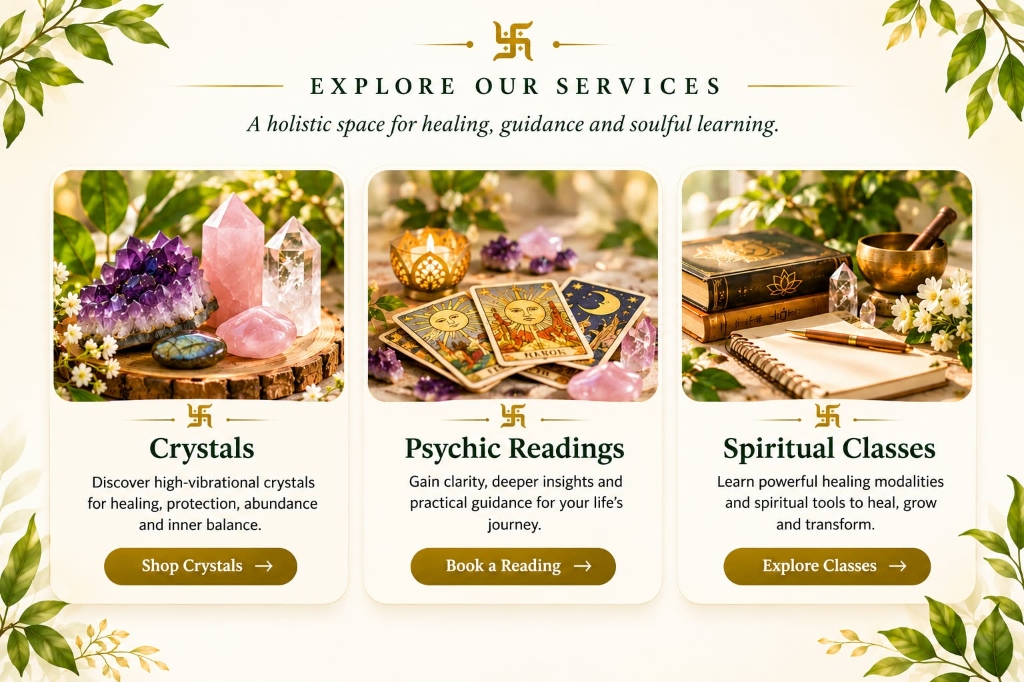 EXPLORE OUR SERVICES
A holistic space for healing, guidance and soulful learning.
Crystals
Discover high-vibrational crystals
for healing, protection, abundance
and inner balance.
Shop Crystals →
Psychic Readings
Gain clarity, deeper insights and
practical guidance for your life's
journey.
Book a Reading →
Spiritual Classes
Learn powerful healing modalities
and spiritual tools to heal, grow
and transform.
Explore Classes →